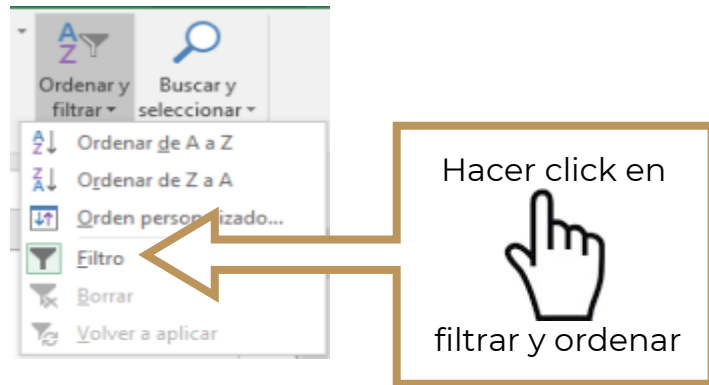 Ordenar y
filtrar
Buscar y
seleccionar
Ordenar de A a Z
Ordenar de Z a A
Orden personalizado...
Filtro
Borrar
Volver a aplicar
Hacer click en
filtrar y ordenar